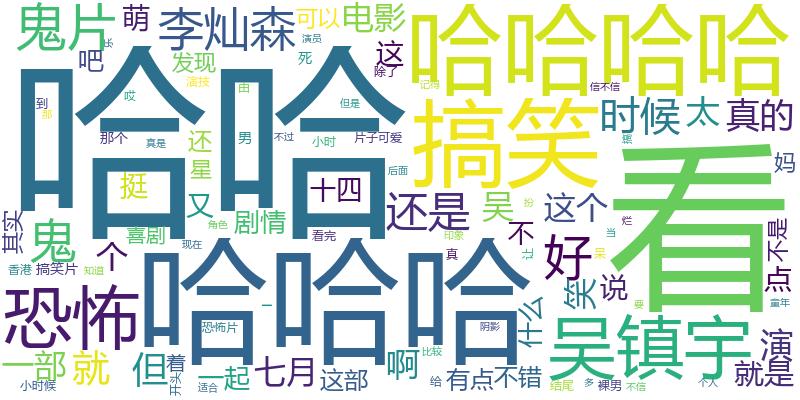 鬼片
萌
李灿森
可以
电影
哈哈哈哈
吧
发现
演员
这
死
除了
哈哈
演技
由
信不信
记得
到
哎
但是
搞笑
时候
太
真的
那
那个
真是
还
男
不过
小时
片子可爱
看
星
挺
又
十四
后面
妈
还是
吴
扮
这个
烂
其实
鬼
喜剧
角色
剧情
看完
印象
不
让
当
不是
个
现在
真
好
呆
香港
搞笑片
知道
哈哈哈
笑
说
点
恐怖
一
什么
要
童年
恐怖片
阴影
吴镇宇
演
一部
就
但
着
一起
七月
这部
啊
比较
有点
不错
结尾
多
裸男
不信
个人
就是
小时候
开头
适合
给